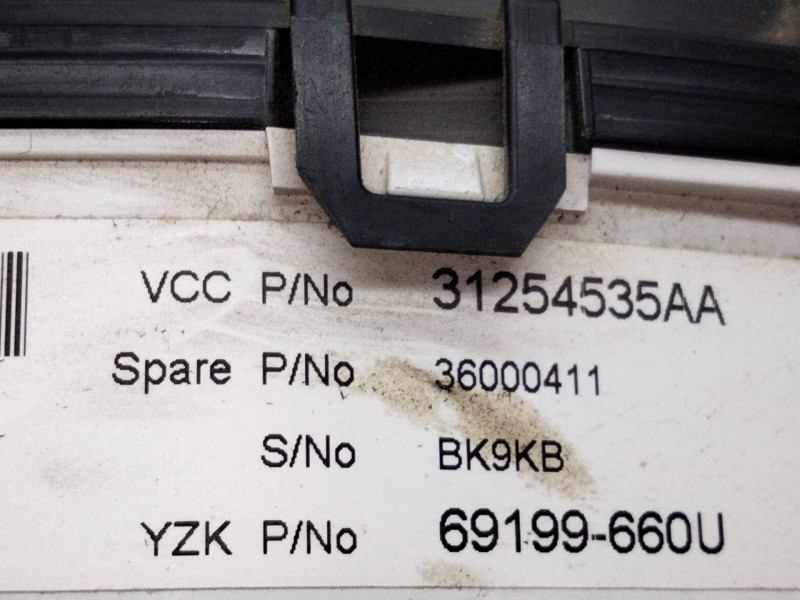 VCC P/No 31254535AA
Spare P/No 36000411
S/No BK9KB
YZK P/No 69199-660U